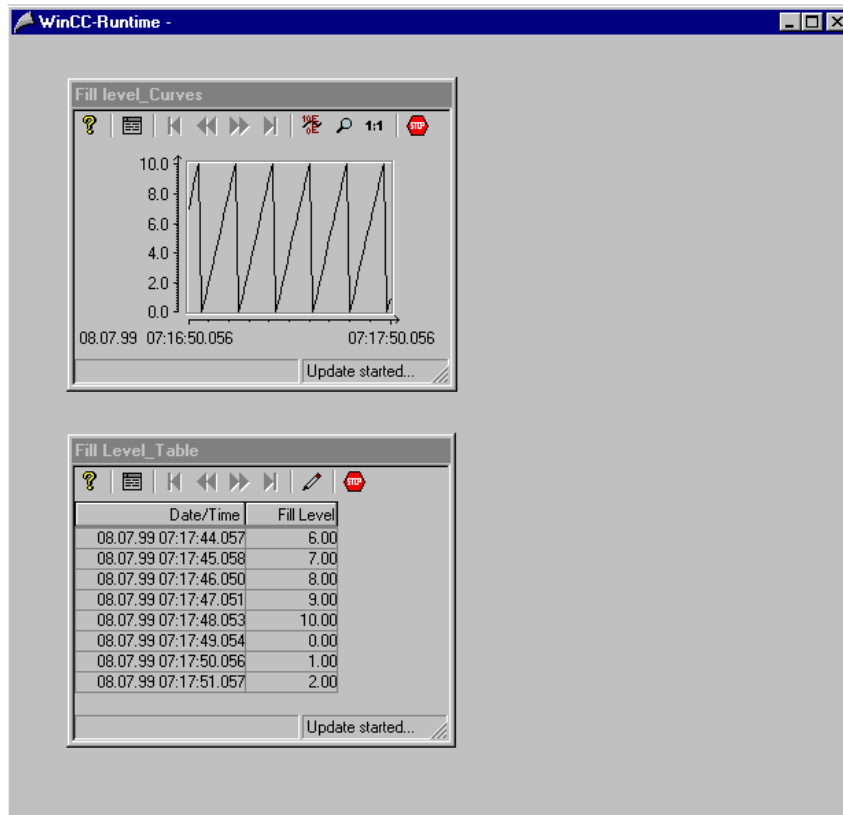 WinCC-Runtime -
Fill level_Curves
1:1
STOP
10.0
8.0
6.0
4.0
2.0
0.0
08.07.99 07:16:50.056 07:17:50.056
Update started...
Fill Level_Table
STOP
Date/Time Fill Level
08.07.99 07:17:44.057 6.00
08.07.99 07:17:45.058 7.00
08.07.99 07:17:46.050 8.00
08.07.99 07:17:47.051 9.00
08.07.99 07:17:48.053 10.00
08.07.99 07:17:49.054 0.00
08.07.99 07:17:50.056 1.00
08.07.99 07:17:51.057 2.00
Update started...